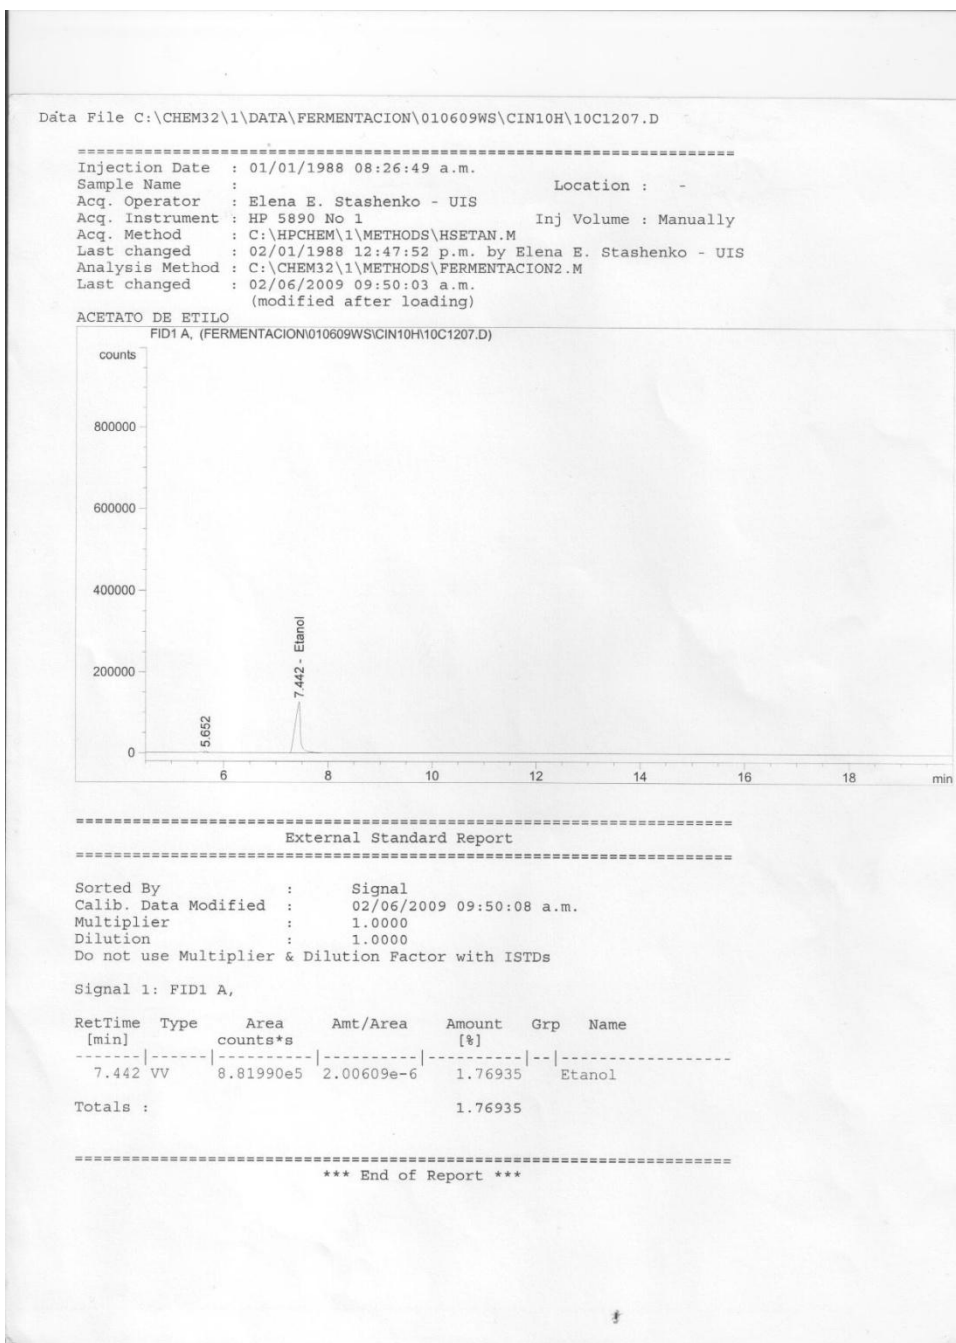 Data File C:\CHEM32\1\DATA\FERMENTACION\010609WS\CIN10H\10C1207.D
=====================================================================
Injection Date  : 01/01/1988 08:26:49 a.m.
Sample Name     :                                 Location :   -
Acq. Operator   : Elena E. Stashenko - UIS
Acq. Instrument : HP 5890 No 1                  Inj Volume : Manually
Acq. Method     : C:\HPCHEM\1\METHODS\HSETAN.M
Last changed    : 02/01/1988 12:47:52 p.m. by Elena E. Stashenko - UIS
Analysis Method : C:\CHEM32\1\METHODS\FERMENTACION2.M
Last changed    : 02/06/2009 09:50:03 a.m.
(modified after loading)
ACETATO DE ETILO
FID1 A, (FERMENTACION\010609WS\CIN10H\10C1207.D)
counts
800000
600000
400000
200000
0
5.652
7.442 - Etanol
6 8 10 12 14 16 18 min
=====================================================================
External Standard Report
=====================================================================
Sorted By             :      Signal
Calib. Data Modified  :      02/06/2009 09:50:08 a.m.
Multiplier            :      1.0000
Dilution              :      1.0000
Do not use Multiplier & Dilution Factor with ISTDs
Signal 1: FID1 A,
RetTime  Type     Area     Amt/Area    Amount   Grp   Name
[min]         counts*s                 [%]
-------|------|----------|----------|----------|--|------------------
7.442 VV    8.81990e5  2.00609e-6    1.76935     Etanol
Totals :                               1.76935
=====================================================================
*** End of Report ***